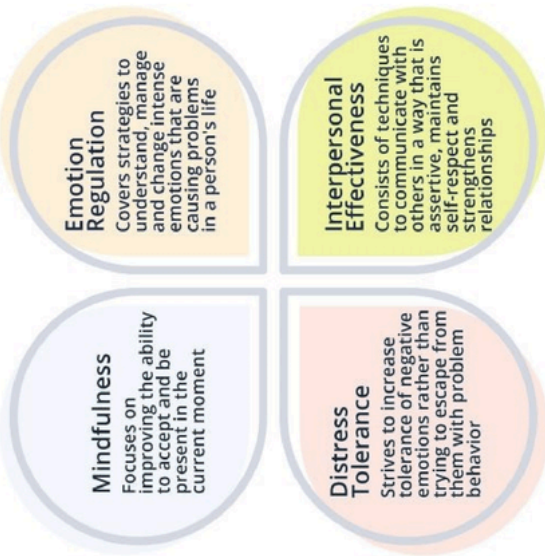 Distress
Tolerance
Strives to increase
tolerance of negative
emotions rather than
trying to escape from
them with problem
behavior
Mindfulness
Focuses on
improving the ability
to accept and be
present in the
current moment
Interpersonal
Effectiveness
Consists of techniques
to communicate with
others in a way that is
assertive, maintains
self-respect and
strengthens
relationships
Emotion
Regulation
Covers strategies to
understand, manage
and change intense
emotions that are
causing problems
in a person's life